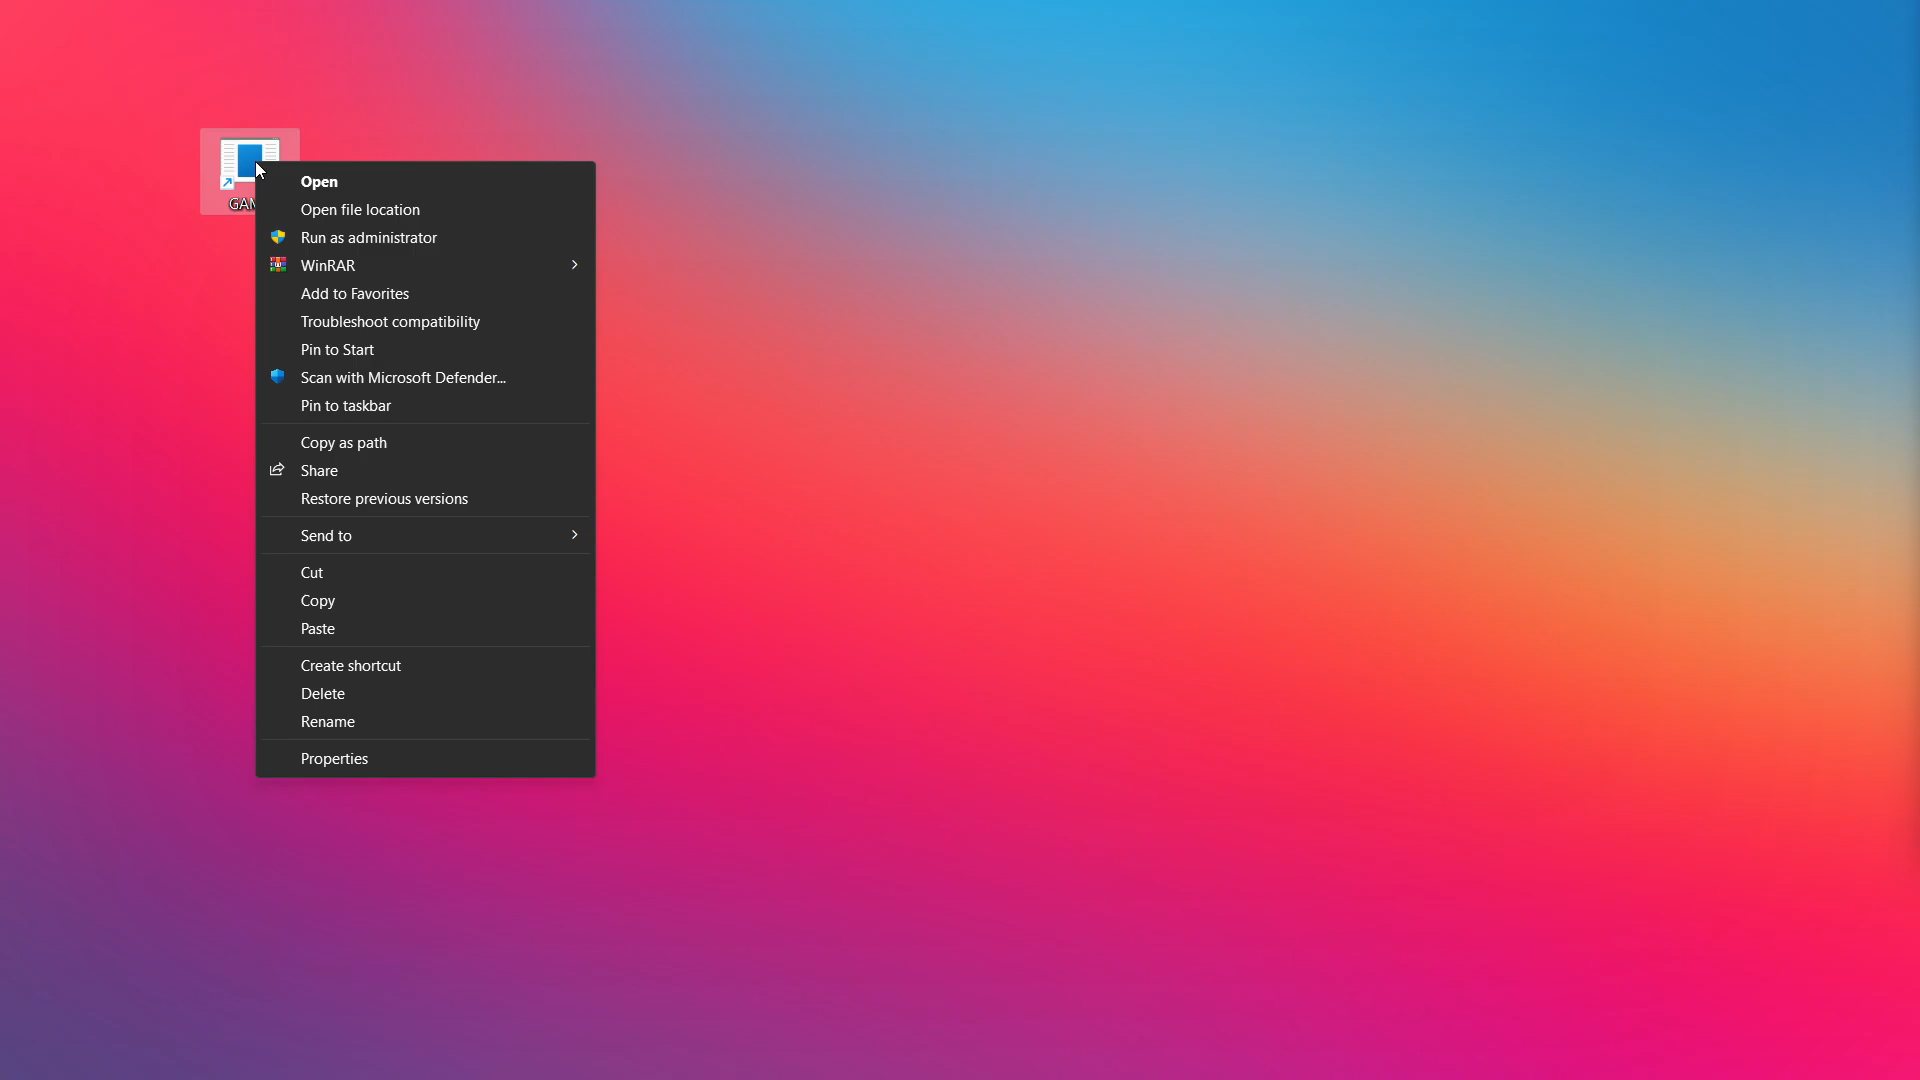 Open
Open file location
Run as administrator
WinRAR
Add to Favorites
Troubleshoot compatibility
Pin to Start
Scan with Microsoft Defender...
Pin to taskbar
Copy as path
Share
Restore previous versions
Send to
Cut
Copy
Paste
Create shortcut
Delete
Rename
Properties